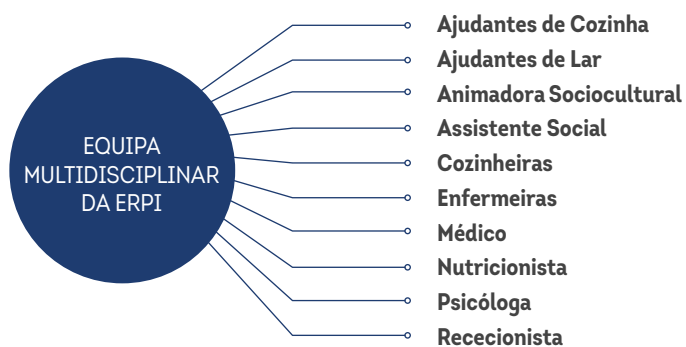 EQUIPA
MULTIDISCIPLINAR
DA ERPI
Ajudantes de Cozinha
Ajudantes de Lar
Animadora Sociocultural
Assistente Social
Cozinheiras
Enfermeiras
Médico
Nutricionista
Psicóloga
Rececionista